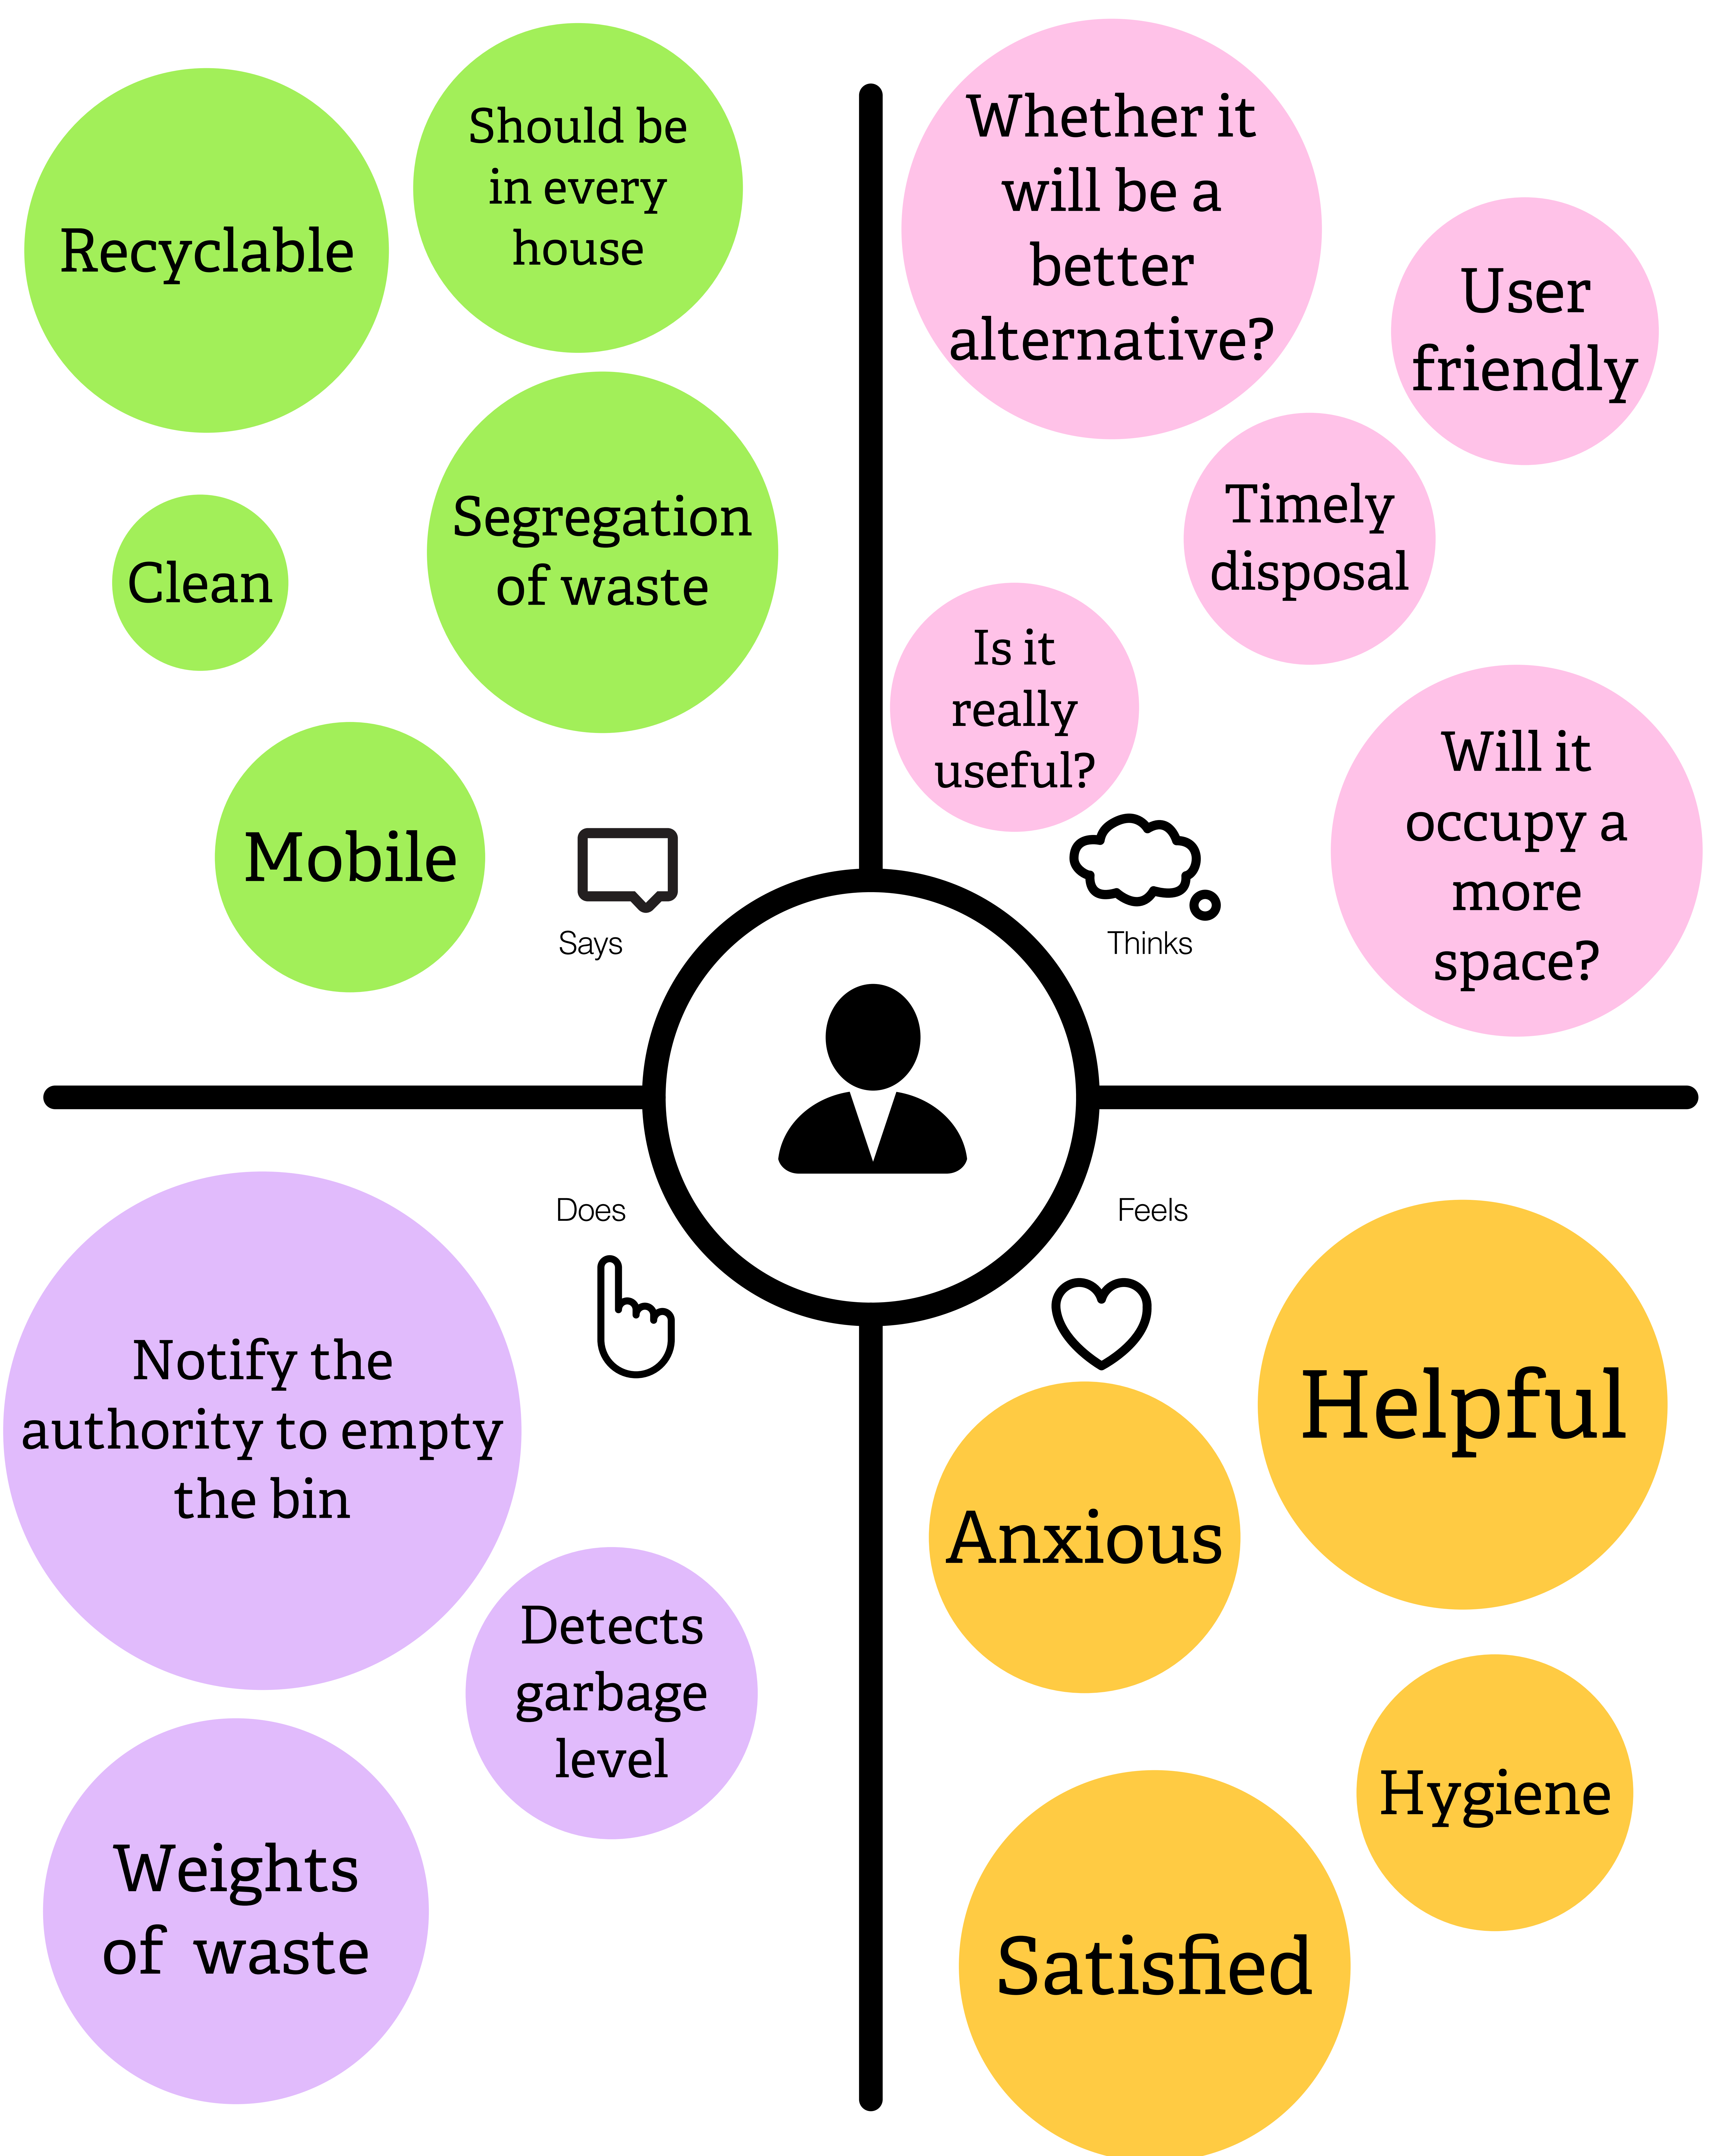 Recyclable
Should be
in every
house
Clean
Segregation
of waste
Mobile
Says
Whether it
will be a
better
alternative?
User
friendly
Timely
disposal
Is it
really
useful?
Will it
occupy a
more
space?
Thinks
Does
Notify the
authority to empty
the bin
Detects
garbage
level
Weights
of waste
Feels
Helpful
Anxious
Hygiene
Satisfied